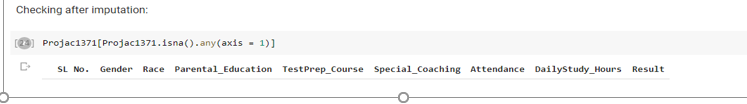 Checking after imputation:
Projac1371[Projac1371.isna().any(axis = 1)]
SL No. Gender Race Parental_Education TestPrep_Course Special_Coaching Attendance DailyStudy_Hours Result